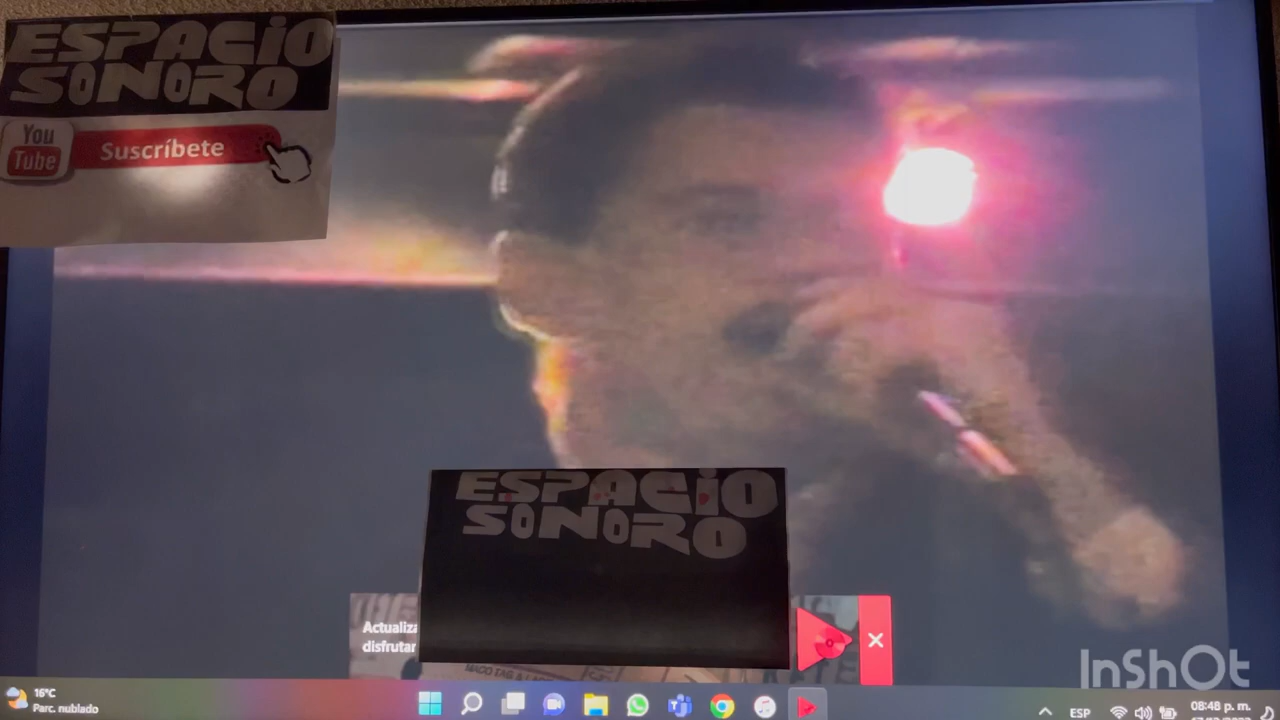 ESPACIO
SONORO
You
Tube
Suscríbete
ESPACIO
SONORO
Actualiza
disfrutar
InShOt
16°C
Parc. nublado
ESP
08:48 p. m.